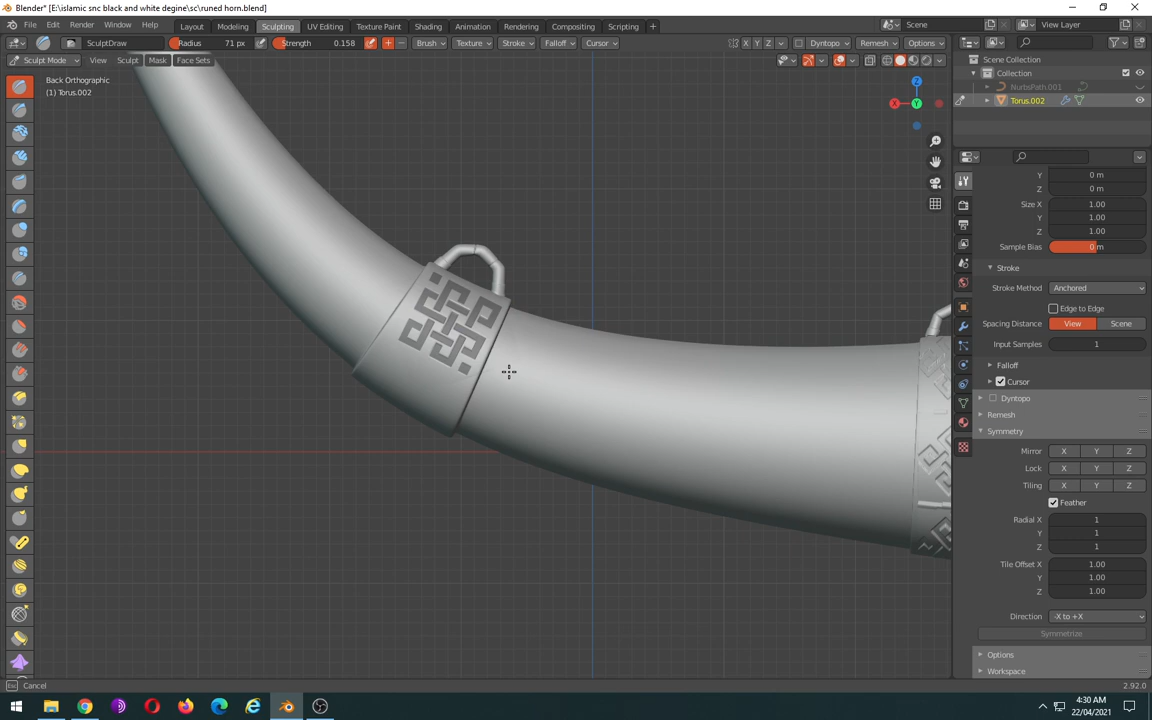 Blender* [E:\islamic snc black and white degine\sc\runed horn.blend]
File Edit Render Window Help Layout Modeling Sculpting UV Editing Texture Paint Shading Animation Rendering Compositing Scripting + Scene View Layer
SculptDraw Radius 71 px Strength 0.158 + − Brush Texture Stroke Falloff Cursor X Y Z Dyntopo Remesh Options
Sculpt Mode View Sculpt Mask Face Sets
Scene Collection
Collection
NurbsPath.001
Torus.002
Back Orthographic
(1) Torus.002
Z
X Y
Y 0 m
Z 0 m
Size X 1.00
Y 1.00
Z 1.00
Sample Bias 0 m
Stroke
Stroke Method Anchored
Edge to Edge
Spacing Distance View Scene
Input Samples 1
Falloff
Cursor
Dyntopo
Remesh
Symmetry
Mirror X Y Z
Lock X Y Z
Tiling X Y Z
Feather
Radial X 1
Y 1
Z 1
Tile Offset X 1.00
Y 1.00
Z 1.00
Direction -X to +X
Symmetrize
Options
Workspace
Esc Cancel 2.92.0
4:30 AM
22/04/2021